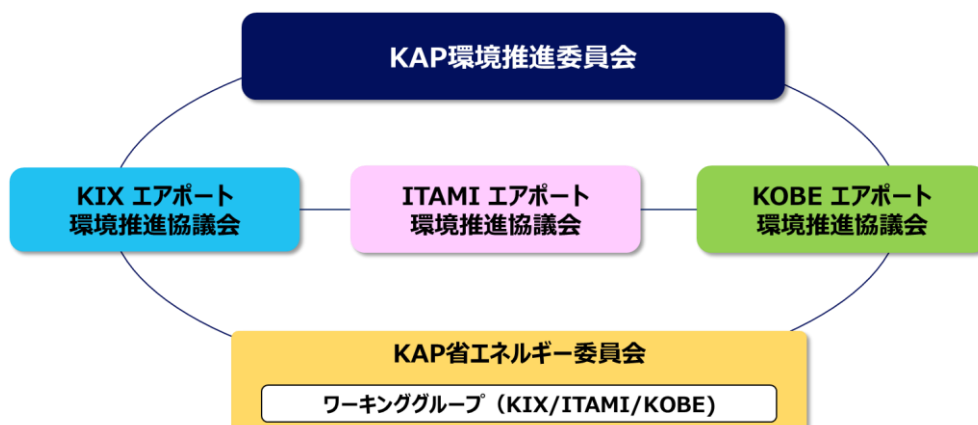 KAP環境推進委員会
KIX エアポート
環境推進協議会
ITAMI エアポート
環境推進協議会
KOBE エアポート
環境推進協議会
KAP省エネルギー委員会
ワーキンググループ（KIX/ITAMI/KOBE)